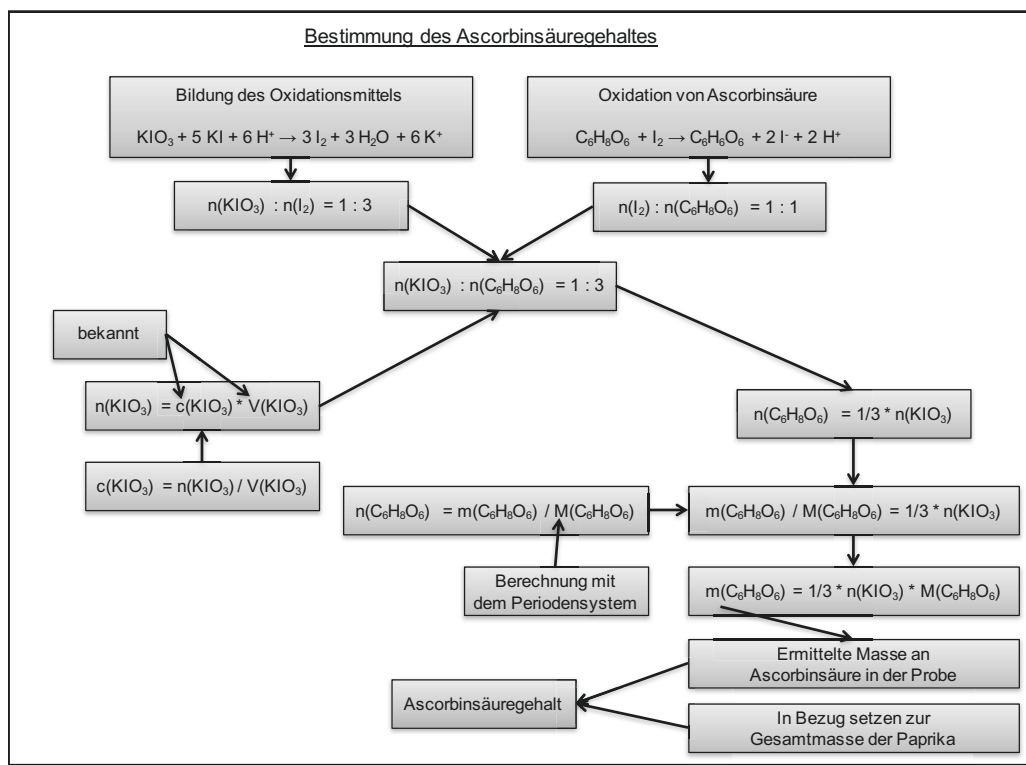 Bestimmung des Ascorbinsäuregehaltes
Bildung des Oxidationsmittels
KIO₃ + 5 KI + 6 H⁺ → 3 I₂ + 3 H₂O + 6 K⁺
Oxidation von Ascorbinsäure
C₆H₈O₆ + I₂ → C₆H₆O₆ + 2 I⁻ + 2 H⁺
n(KIO₃) : n(I₂) = 1 : 3
n(I₂) : n(C₆H₈O₆) = 1 : 1
n(KIO₃) : n(C₆H₈O₆) = 1 : 3
bekannt
n(KIO₃) = c(KIO₃) * V(KIO₃)
n(C₆H₈O₆) = 1/3 * n(KIO₃)
c(KIO₃) = n(KIO₃) / V(KIO₃)
n(C₆H₈O₆) = m(C₆H₈O₆) / M(C₆H₈O₆)
m(C₆H₈O₆) / M(C₆H₈O₆) = 1/3 * n(KIO₃)
Berechnung mit
dem Periodensystem
m(C₆H₈O₆) = 1/3 * n(KIO₃) * M(C₆H₈O₆)
Ermittelte Masse an
Ascorbinsäure in der Probe
Ascorbinsäuregehalt
In Bezug setzen zur
Gesamtmasse der Paprika